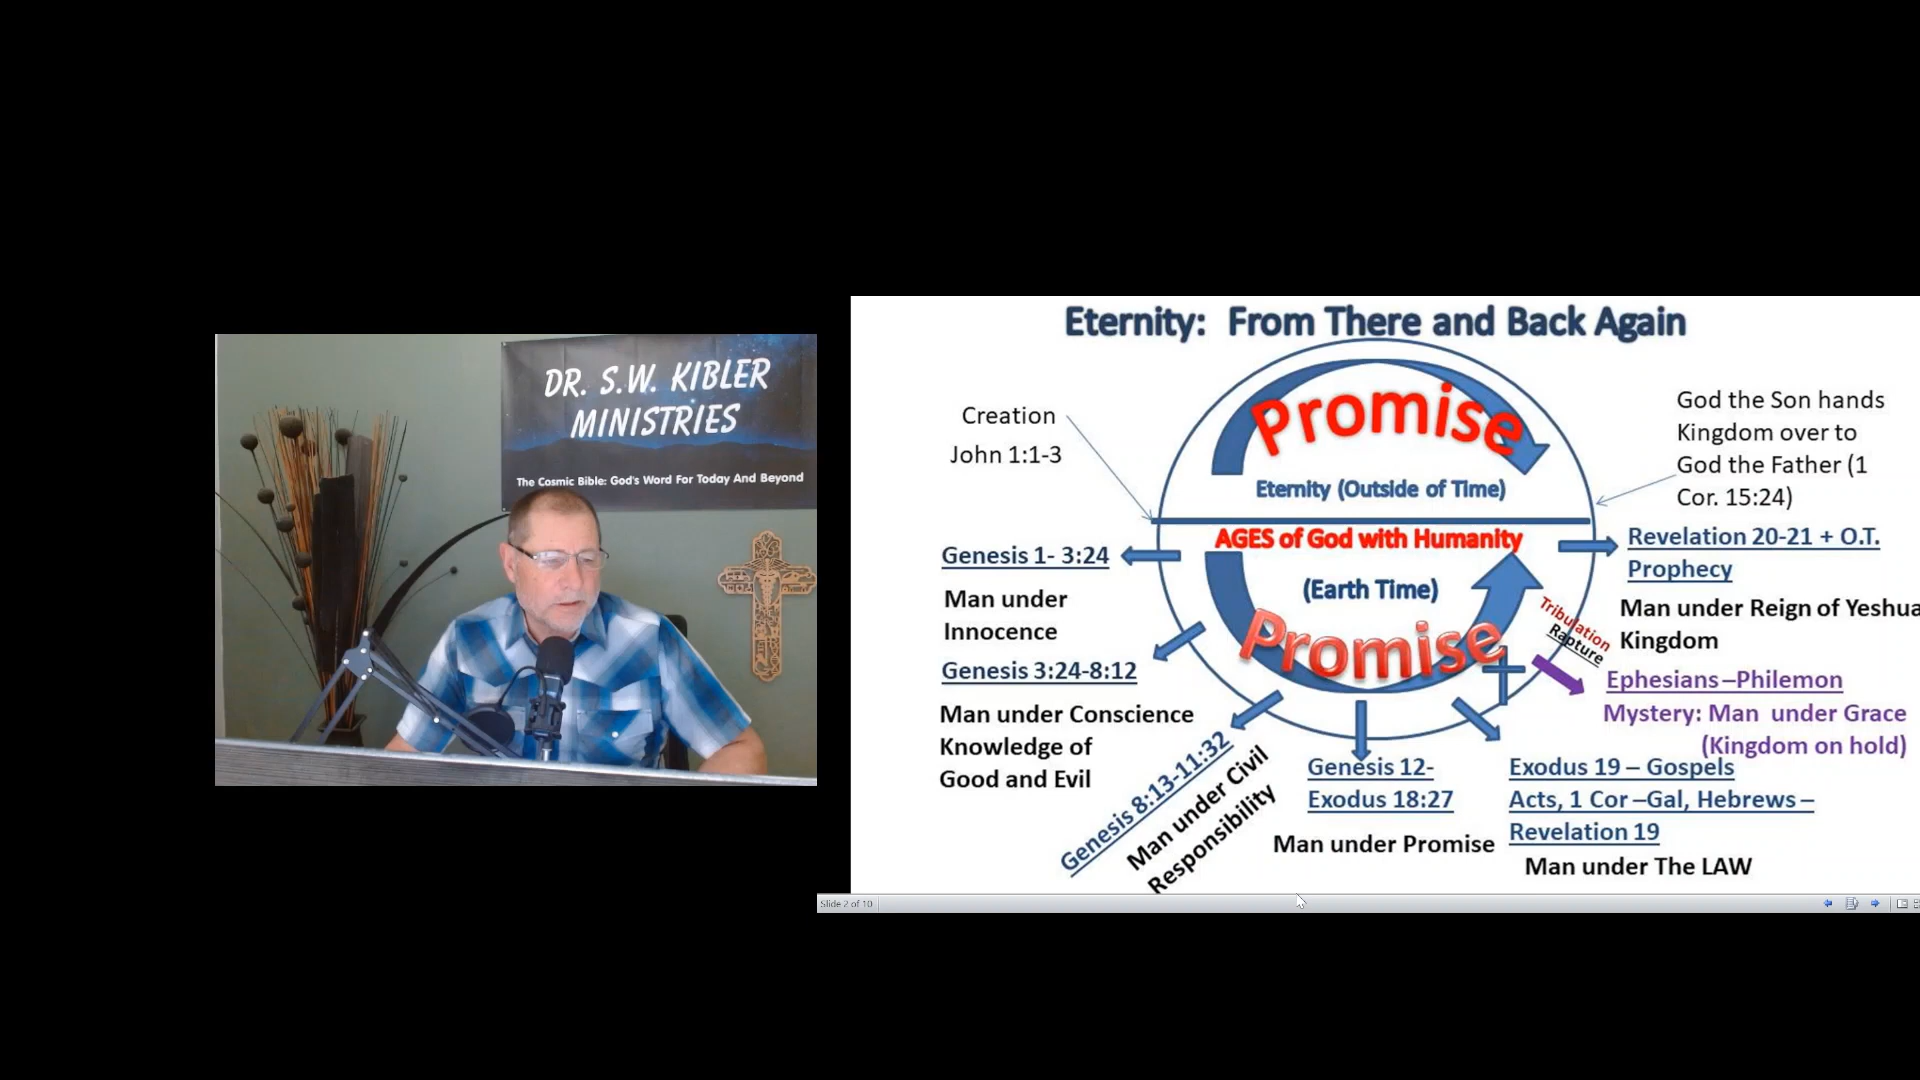 DR. S.W. KIBLER
MINISTRIES
The Cosmic Bible: God's Word For Today And Beyond
Eternity: From There and Back Again
Creation
John 1:1-3
Promise
Eternity (Outside of Time)
God the Son hands
Kingdom over to
God the Father (1
Cor. 15:24)
AGES of God with Humanity
(Earth Time)
Promise
Genesis 1- 3:24
Man under
Innocence
Genesis 3:24-8:12
Man under Conscience
Knowledge of
Good and Evil
Genesis 8:13-11:32
Man under Civil
Responsibility
Genesis 12-
Exodus 18:27
Man under Promise
Exodus 19 – Gospels
Acts, 1 Cor –Gal, Hebrews –
Revelation 19
Man under The LAW
Tribulation
Rapture
Ephesians –Philemon
Mystery: Man under Grace
(Kingdom on hold)
Revelation 20-21 + O.T.
Prophecy
Man under Reign of Yeshua
Kingdom
Slide 2 of 10